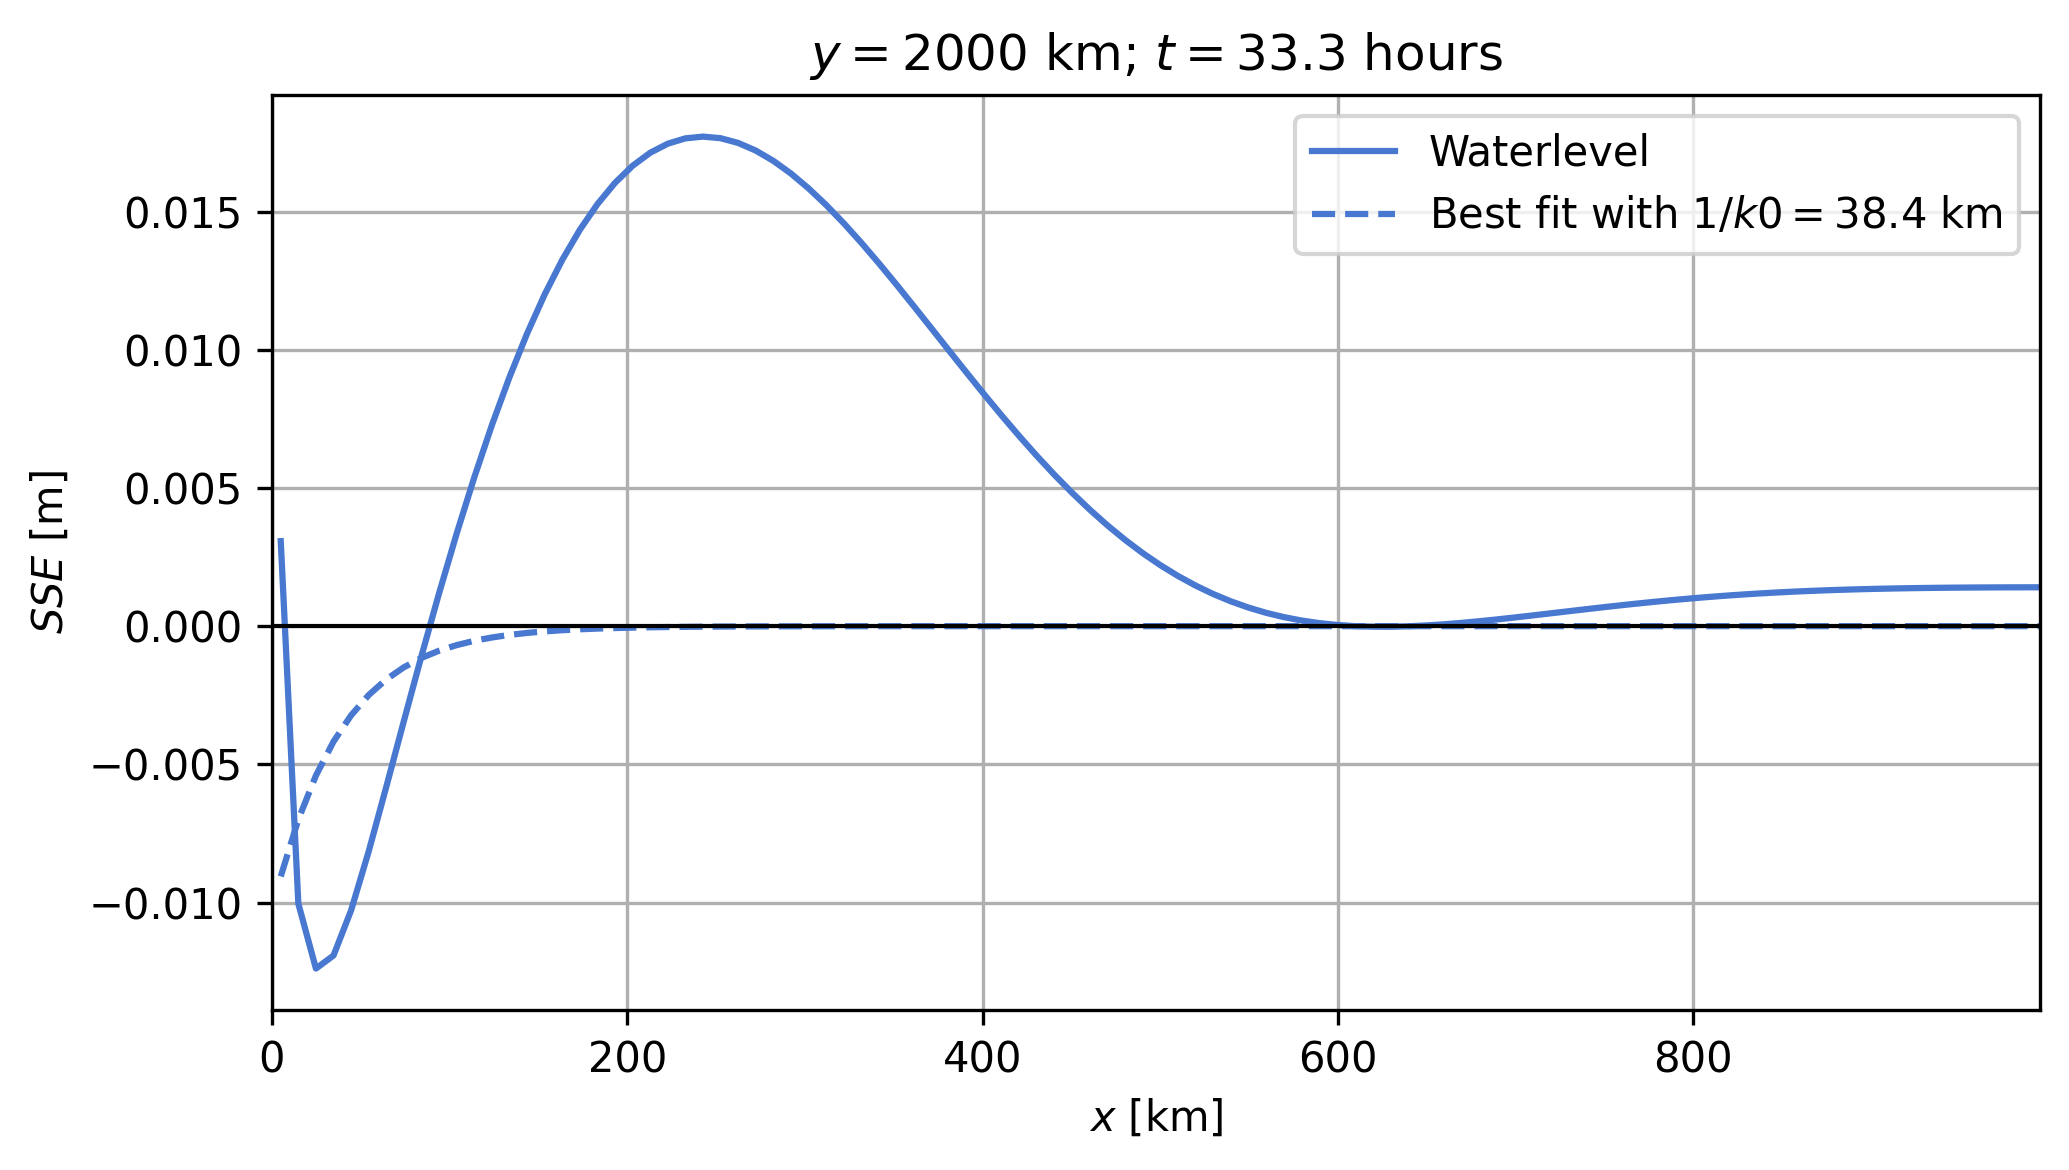 y = 2000 km; t = 33.3 hours
Waterlevel
Best fit with 1/k0 = 38.4 km
SSE [m]
0.015
0.010
0.005
0.000
−0.005
−0.010
0 200 400 600 800
x [km]